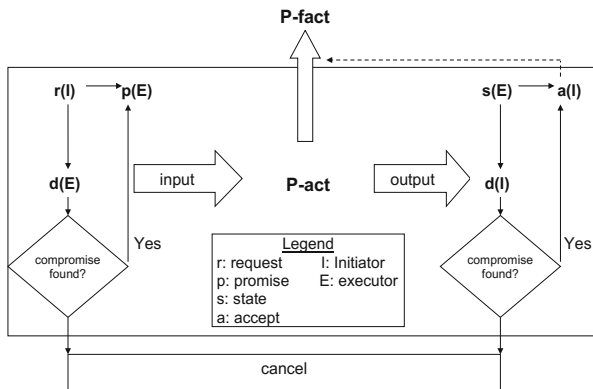 P-fact
r(I)
p(E)
s(E)
a(I)
d(E)
input
P-act
output
d(I)
compromise
found?
Yes
Legend
r: request I: Initiator
p: promise E: executor
s: state
a: accept
compromise
found?
Yes
cancel